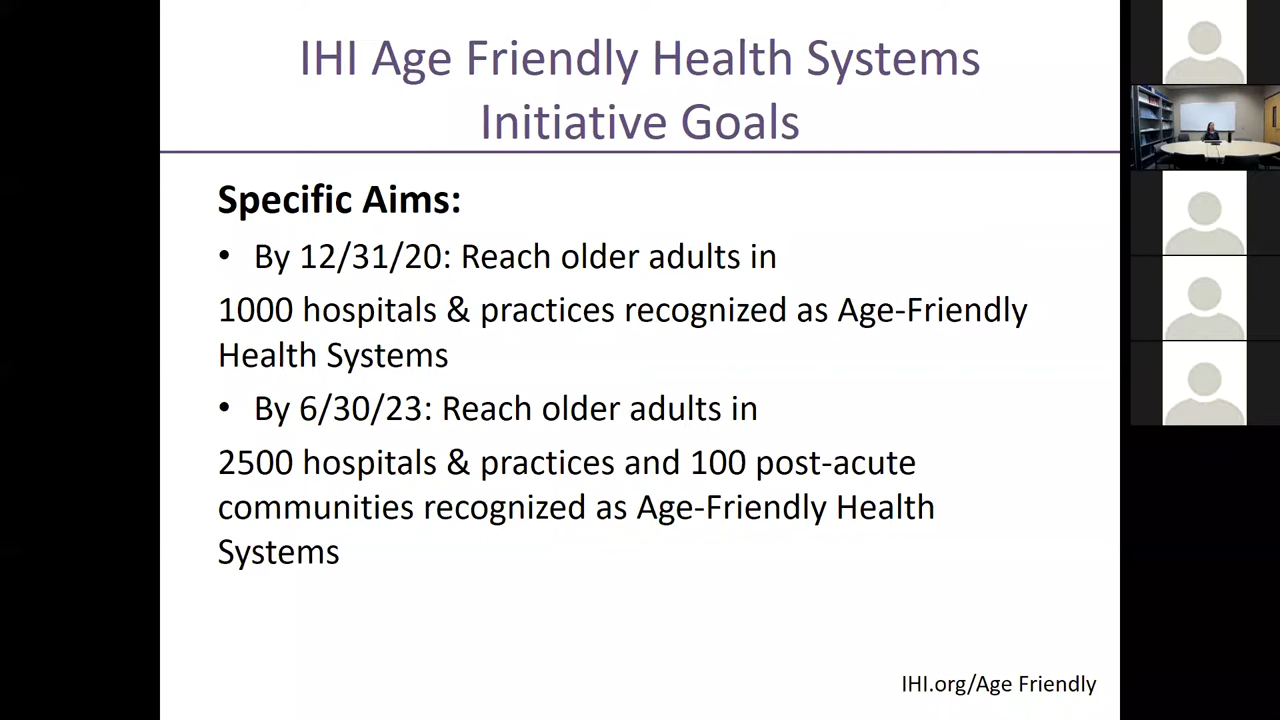 IHI Age Friendly Health Systems
Initiative Goals
Specific Aims:
• By 12/31/20: Reach older adults in
1000 hospitals & practices recognized as Age-Friendly
Health Systems
• By 6/30/23: Reach older adults in
2500 hospitals & practices and 100 post-acute
communities recognized as Age-Friendly Health
Systems
IHI.org/Age Friendly